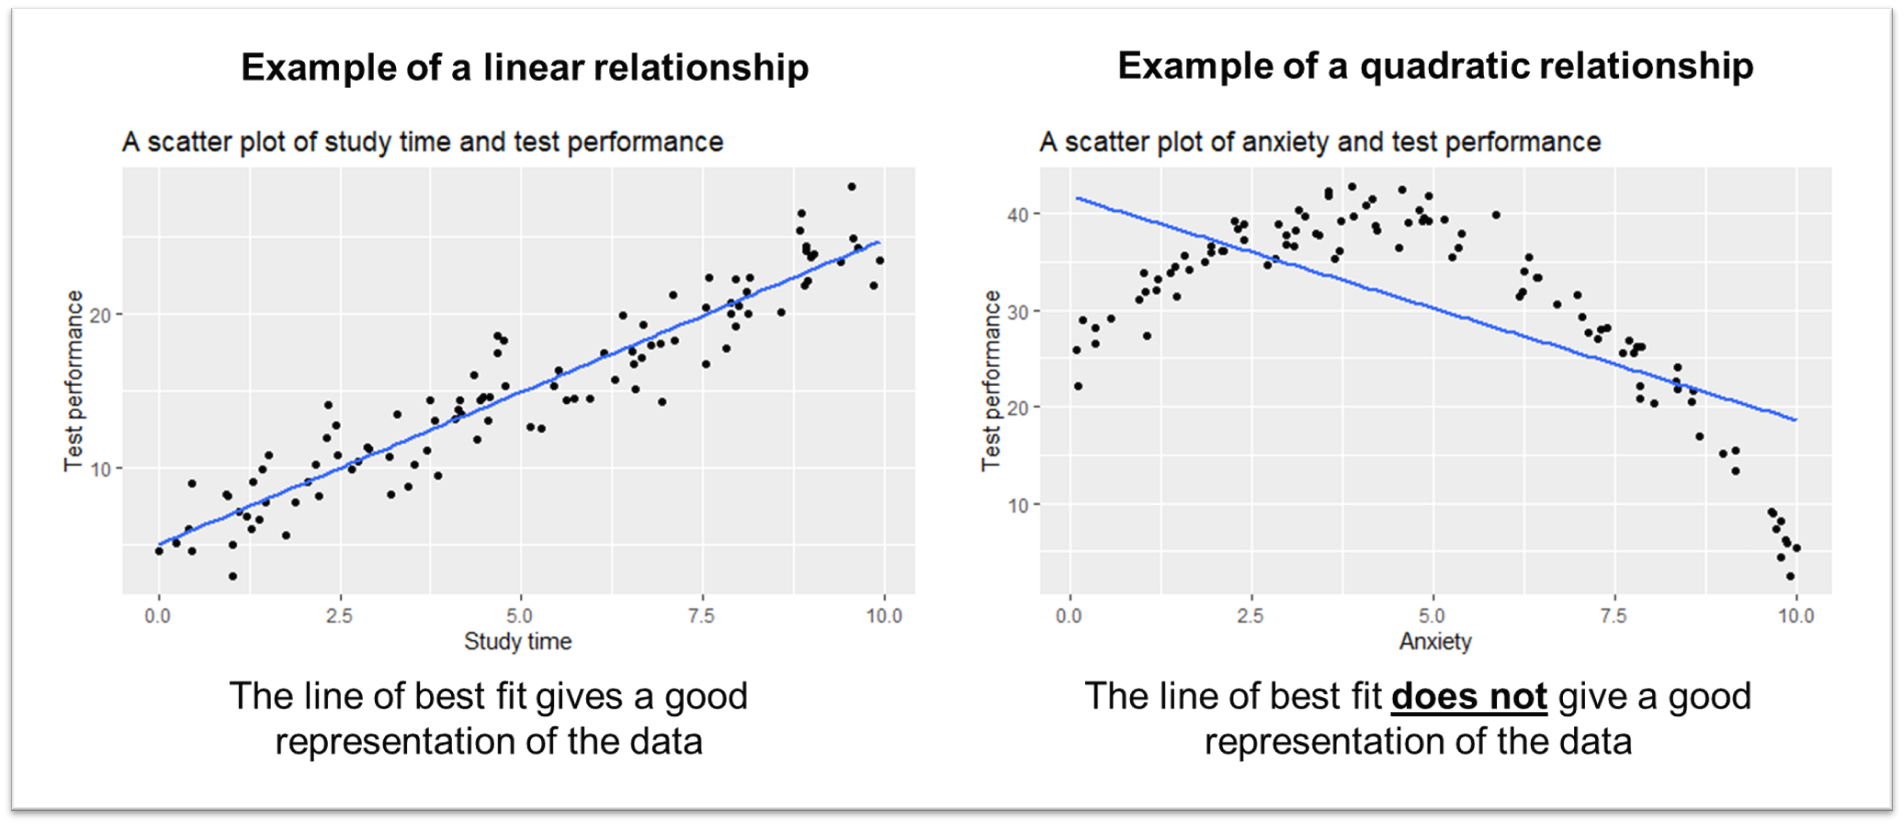 Example of a linear relationship
A scatter plot of study time and test performance
Test performance
20
10
0.0 2.5 5.0 7.5 10.0
Study time
The line of best fit gives a good
representation of the data
Example of a quadratic relationship
A scatter plot of anxiety and test performance
Test performance
40
30
20
10
0.0 2.5 5.0 7.5 10.0
Anxiety
The line of best fit does not give a good
representation of the data